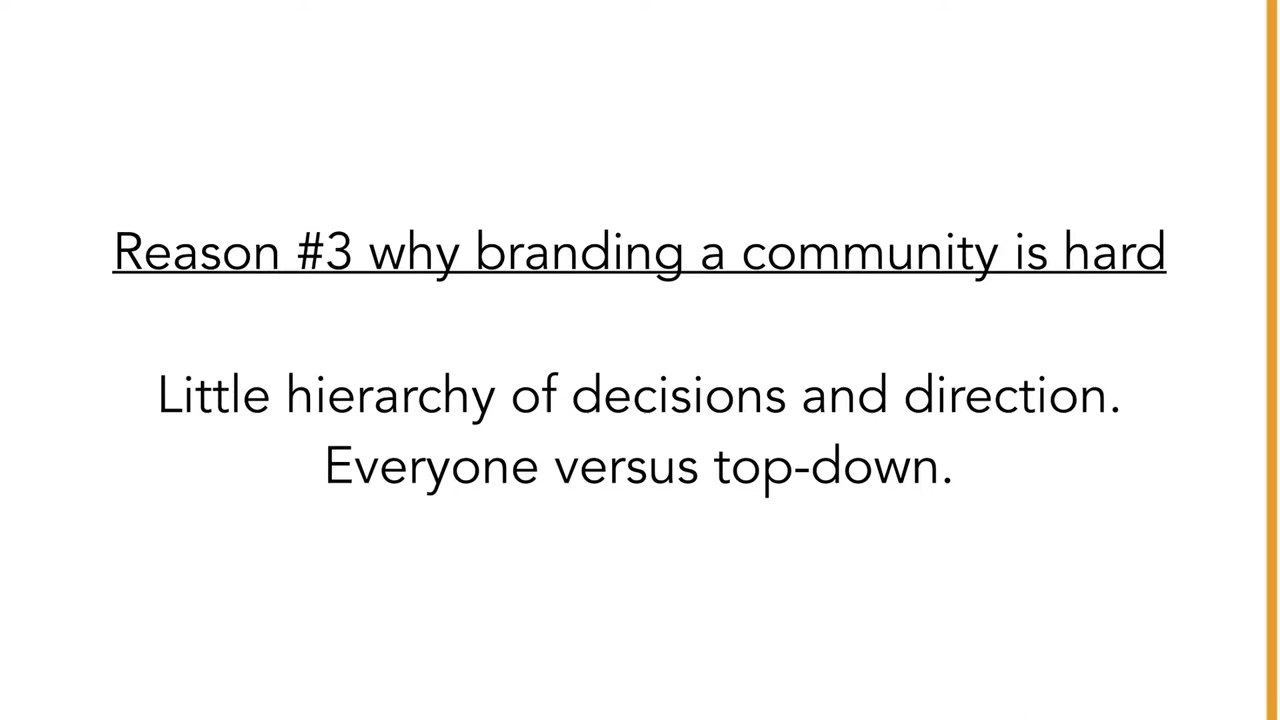 Reason #3 why branding a community is hard
Little hierarchy of decisions and direction.
Everyone versus top-down.